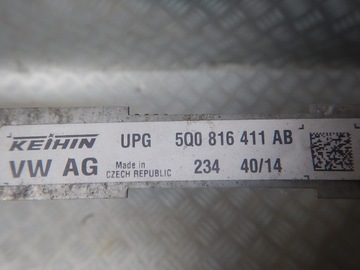 KEIHIN UPG 5Q0 816 411 AB
VW AG Made in CZECH REPUBLIC 234 40/14